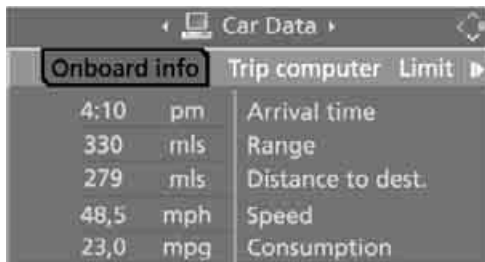 Car Data
Onboard info Trip computer Limit
4:10 pm Arrival time
330 mls Range
279 mls Distance to dest.
48,5 mph Speed
23,0 mpg Consumption